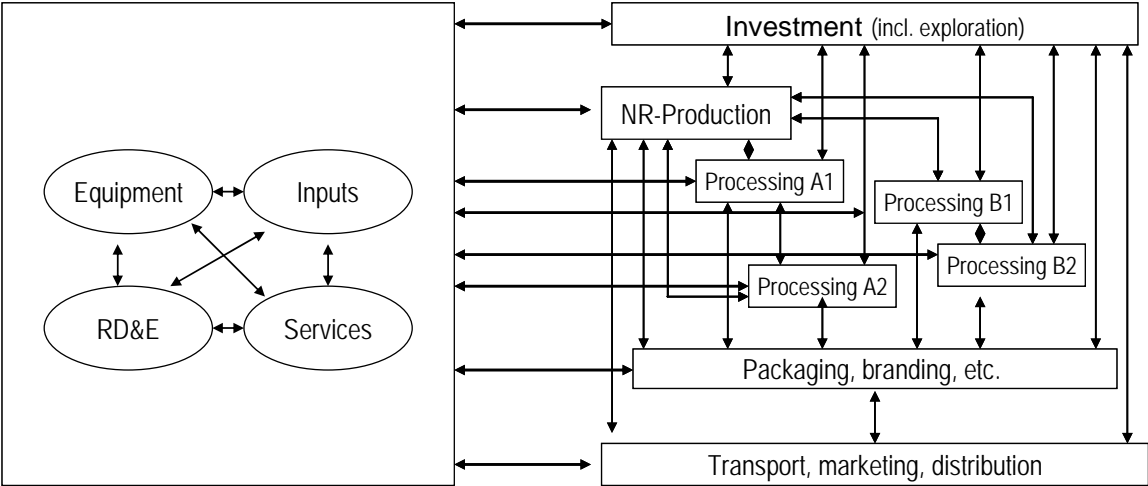 Investment (incl. exploration)
NR-Production
Processing A1
Equipment
Inputs
Processing B1
Processing B2
Processing A2
RD&E
Services
Packaging, branding, etc.
Transport, marketing, distribution